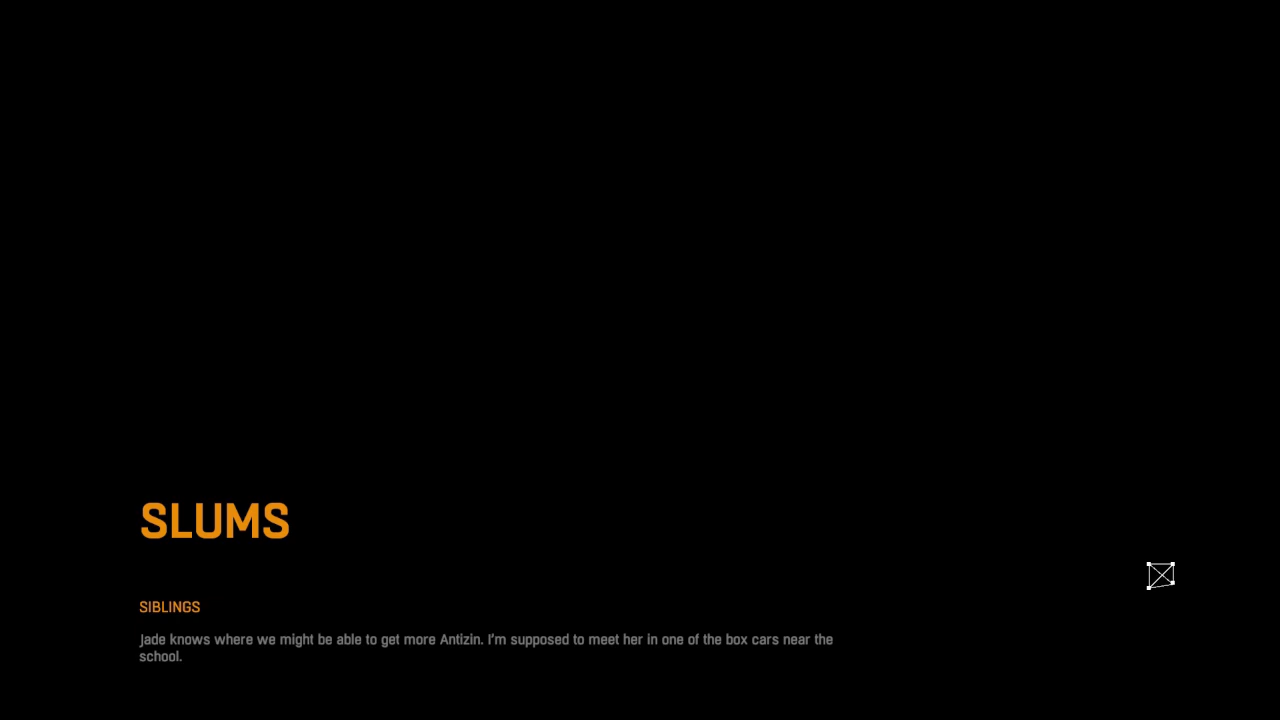 SLUMS
SIBLINGS
Jade knows where we might be able to get more Antizin. I'm supposed to meet her in one of the box cars near the
school.